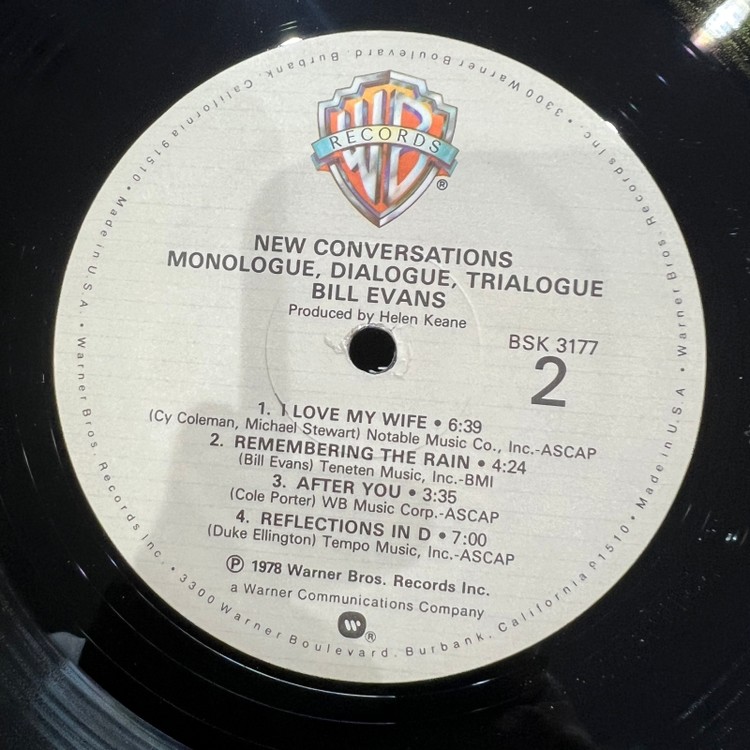 WB
RECORDS
®
NEW CONVERSATIONS
MONOLOGUE, DIALOGUE, TRIALOGUE
BILL EVANS
Produced by Helen Keane
BSK 3177
2
1. I LOVE MY WIFE • 6:39
(Cy Coleman, Michael Stewart) Notable Music Co., Inc.-ASCAP
2. REMEMBERING THE RAIN • 4:24
(Bill Evans) Teneten Music, Inc.-BMI
3. AFTER YOU • 3:35
(Cole Porter) WB Music Corp.-ASCAP
4. REFLECTIONS IN D • 7:00
(Duke Ellington) Tempo Music, Inc.-ASCAP
℗ 1978 Warner Bros. Records Inc.
a Warner Communications Company
®
Warner Bros. Records Inc. • 3300 Warner Boulevard. Burbank. California 91510 • Made in U.S.A. •
Warner Bros. Records Inc. • 3300 Warner Boulevard. Burbank. California P1510 • Made in U.S.A. •